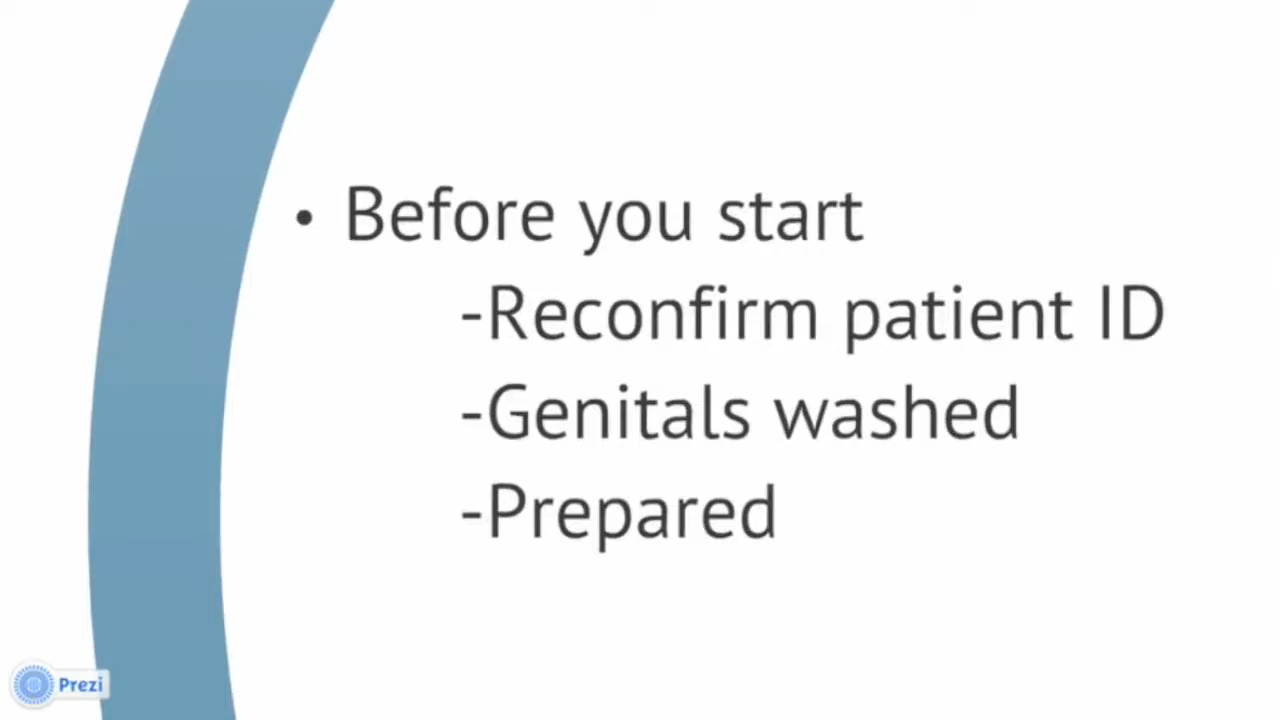 • Before you start
-Reconfirm patient ID
-Genitals washed
-Prepared
Prezi